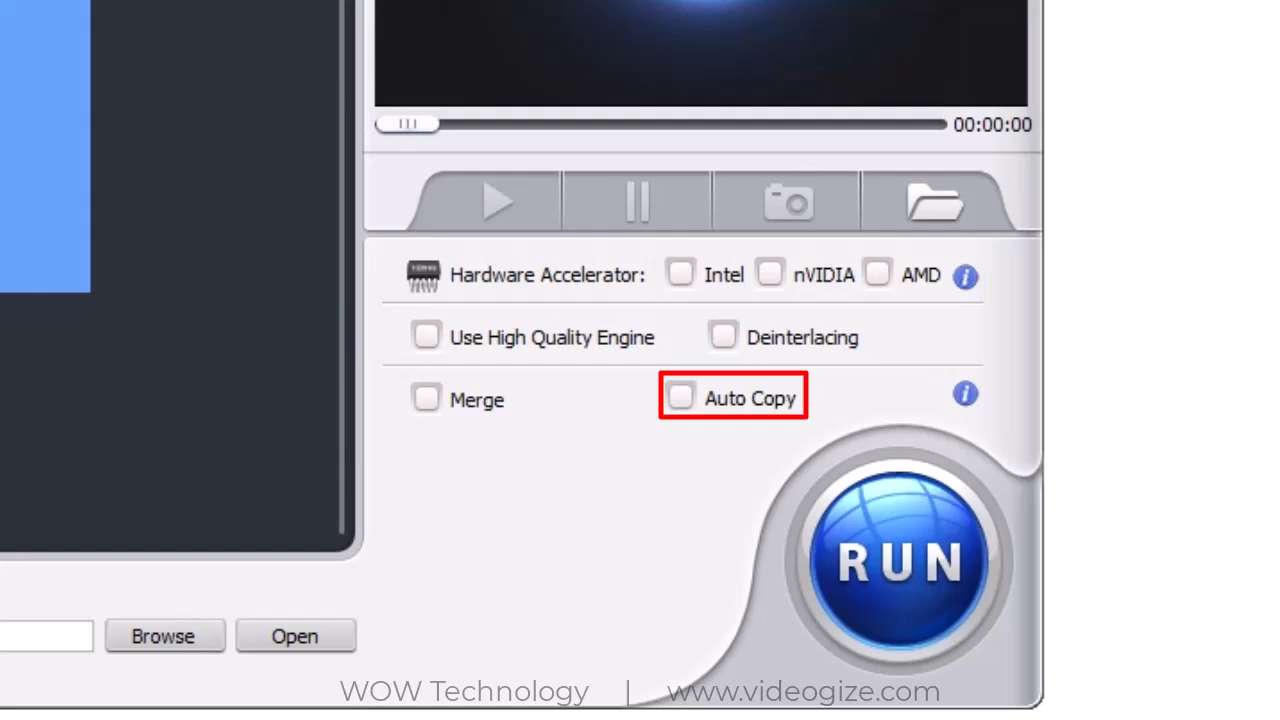 00:00:00
Hardware Accelerator: Intel nVIDIA AMD
Use High Quality Engine Deinterlacing
Merge Auto Copy
RUN
Browse Open
WOW Technology | www.videogize.com